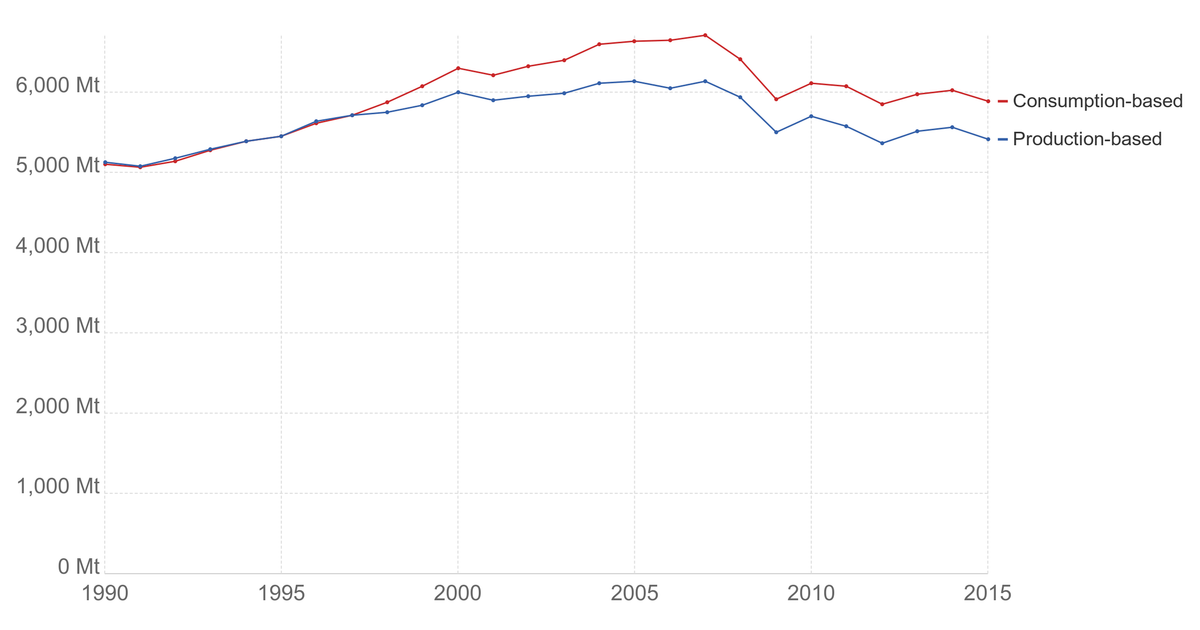 6,000 Mt
5,000 Mt
4,000 Mt
3,000 Mt
2,000 Mt
1,000 Mt
0 Mt
1990 1995 2000 2005 2010 2015
Consumption-based
Production-based